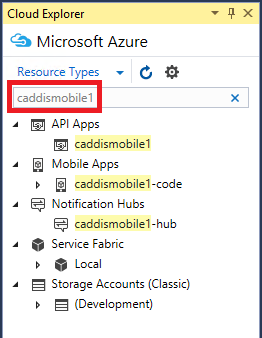 Cloud Explorer
Microsoft Azure
Resource Types
caddismobile1
API Apps
caddismobile1
Mobile Apps
caddismobile1-code
Notification Hubs
caddismobile1-hub
Service Fabric
Local
Storage Accounts (Classic)
(Development)